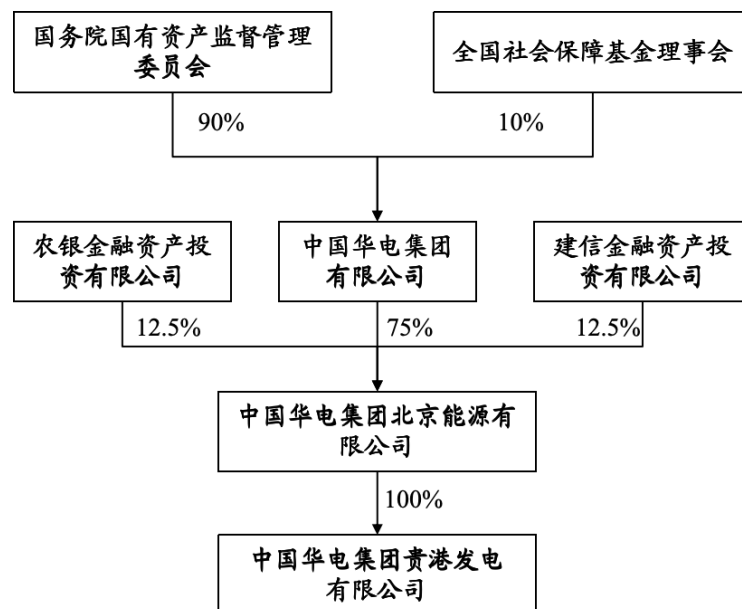 国务院国有资产监督管理
委员会
全国社会保障基金理事会
90%
10%
农银金融资产投
资有限公司
中国华电集团
有限公司
建信金融资产投
资有限公司
12.5%
75%
12.5%
中国华电集团北京能源有
限公司
100%
中国华电集团贵港发电
有限公司